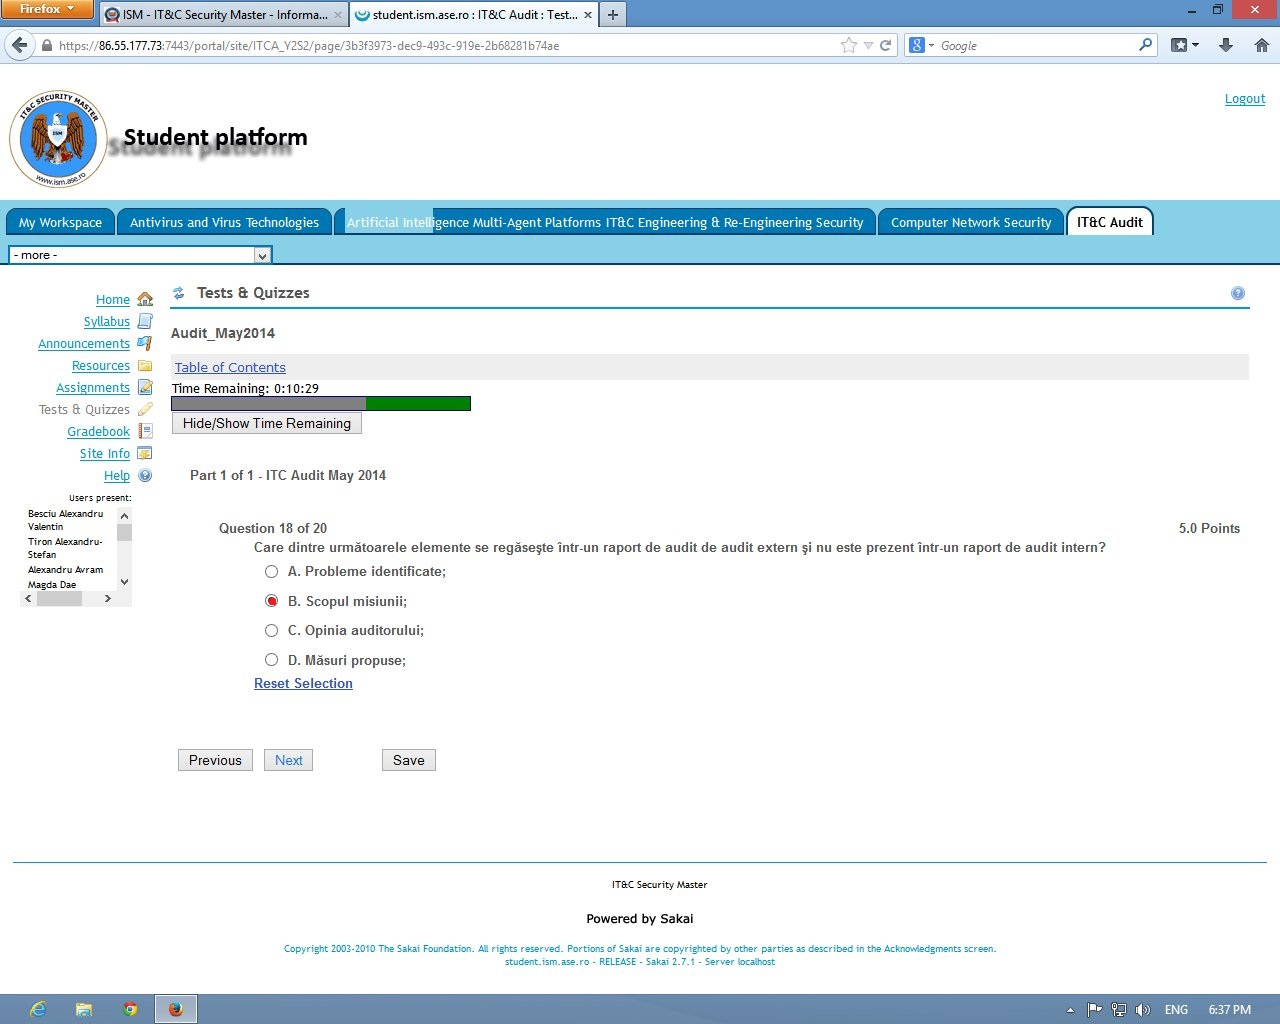 Firefox
ISM - IT&C Security Master - Informa...
student.ism.ase.ro : IT&C Audit : Test...
https://86.55.177.73:7443/portal/site/ITCA_Y2S2/page/3b3f3973-dec9-493c-919e-2b68281b74ae
Google
Logout
IT&C SECURITY MASTER
ISM
www.ism.ase.ro
Student platform
My Workspace
Antivirus and Virus Technologies
Artificial Intelligence Multi-Agent Platforms IT&C Engineering & Re-Engineering Security
Computer Network Security
IT&C Audit
- more -
Home
Syllabus
Announcements
Resources
Assignments
Tests & Quizzes
Gradebook
Site Info
Help
Users present:
Besciu Alexandru
Valentin
Tiron Alexandru-
Stefan
Alexandru Avram
Magda Dae
Tests & Quizzes
Audit_May2014
Table of Contents
Time Remaining: 0:10:29
Hide/Show Time Remaining
Part 1 of 1 - ITC Audit May 2014
Question 18 of 20
5.0 Points
Care dintre următoarele elemente se regăseşte într-un raport de audit de audit extern şi nu este prezent într-un raport de audit intern?
A. Probleme identificate;
B. Scopul misiunii;
C. Opinia auditorului;
D. Măsuri propuse;
Reset Selection
Previous
Next
Save
IT&C Security Master
Powered by Sakai
Copyright 2003-2010 The Sakai Foundation. All rights reserved. Portions of Sakai are copyrighted by other parties as described in the Acknowledgments screen.
student.ism.ase.ro - RELEASE - Sakai 2.7.1 - Server localhost
ENG
6:37 PM